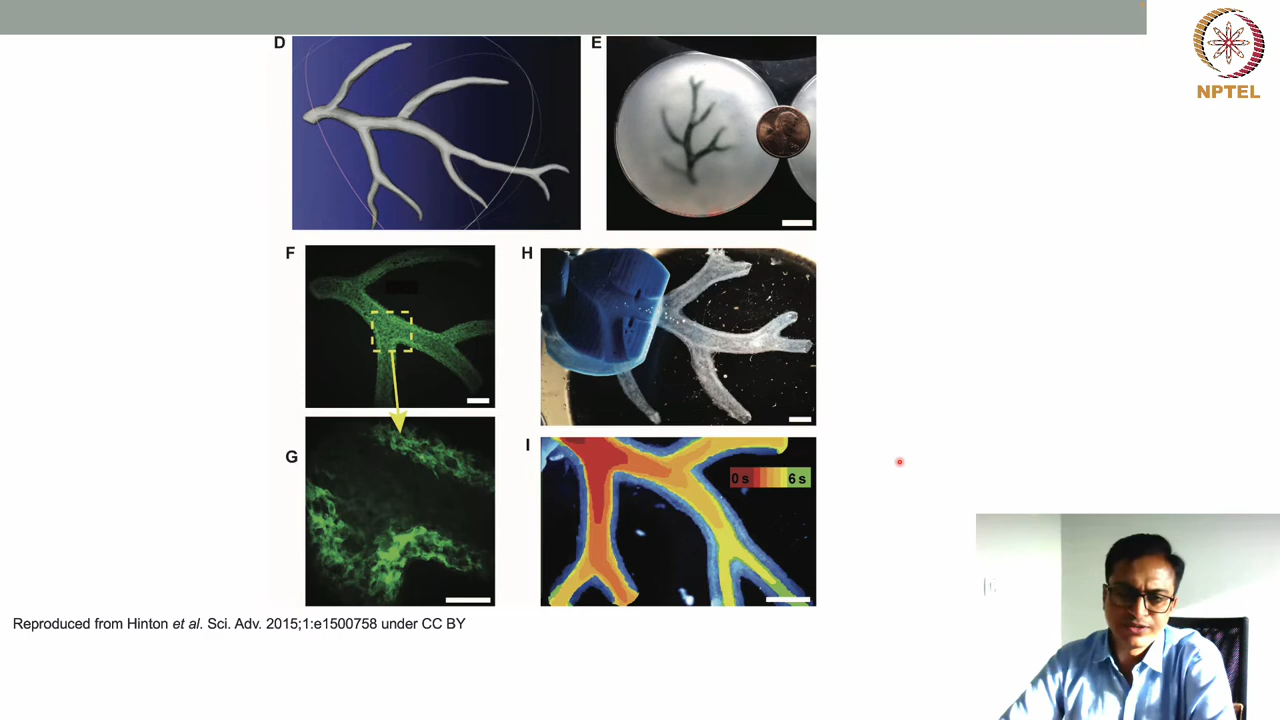 D
E
NPTEL
F
H
G
I
0 s
6 s
Reproduced from Hinton et al. Sci. Adv. 2015;1:e1500758 under CC BY